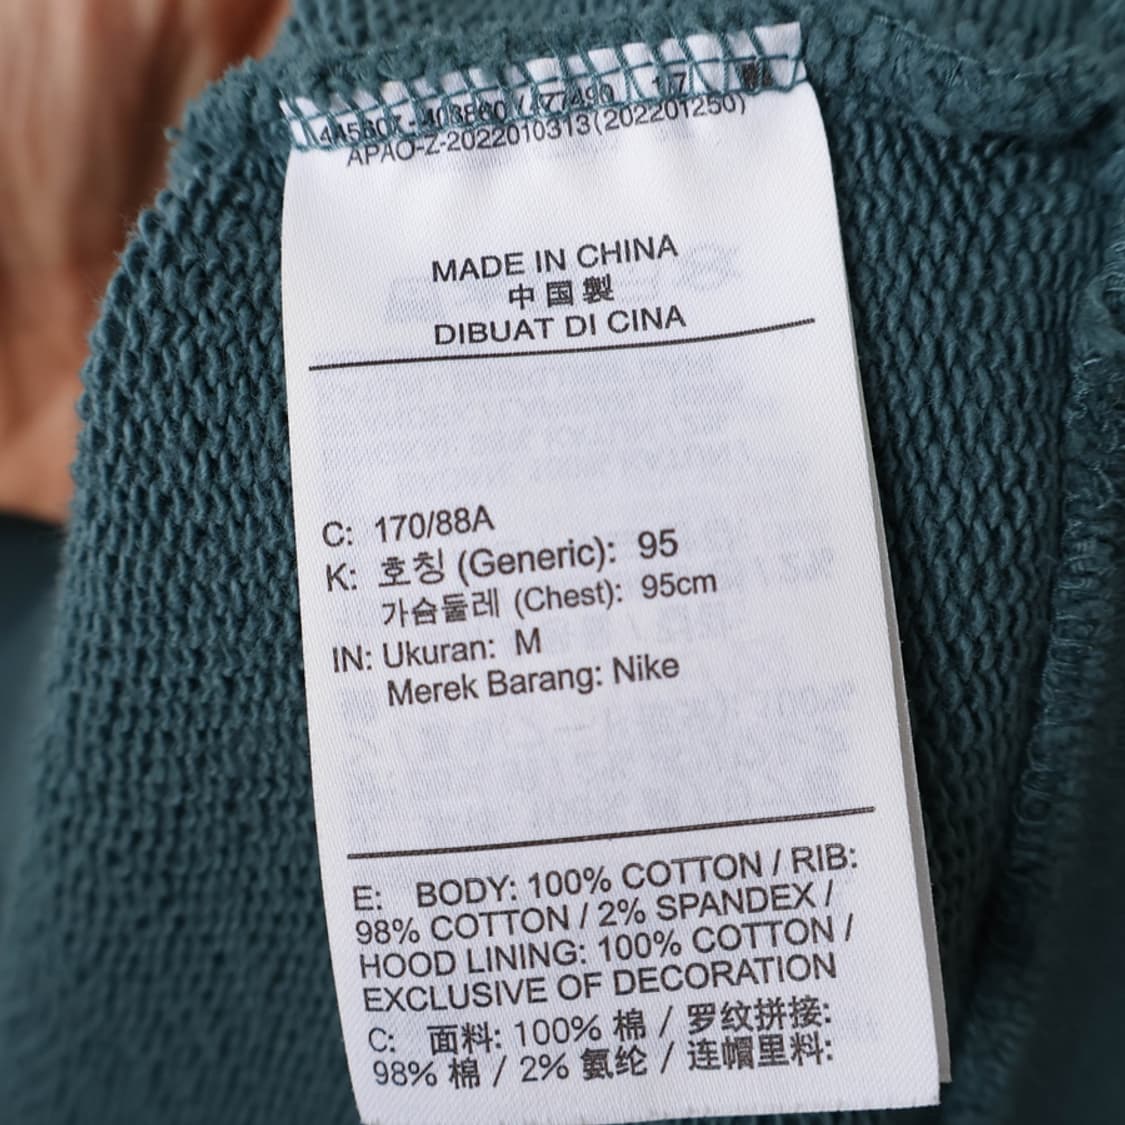 APAO-Z-2022010313(202201250)
MADE IN CHINA
中国製
DIBUAT DI CINA
C: 170/88A
K: 호칭 (Generic): 95
가슴둘레 (Chest): 95cm
IN: Ukuran: M
Merek Barang: Nike
E: BODY: 100% COTTON / RIB:
98% COTTON / 2% SPANDEX /
HOOD LINING: 100% COTTON /
EXCLUSIVE OF DECORATION
C: 面料: 100% 棉 / 罗纹拼接:
98% 棉 / 2% 氨纶 / 连帽里料: